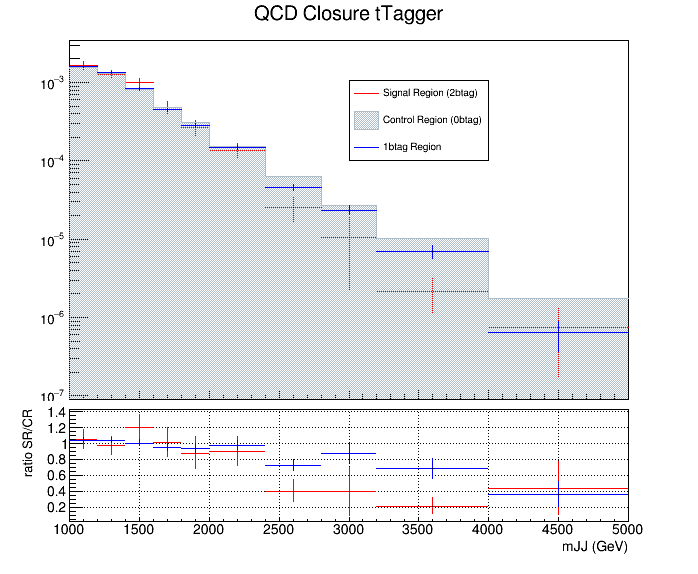 QCD Closure tTagger
10⁻³
10⁻⁴
10⁻⁵
10⁻⁶
10⁻⁷
Signal Region (2btag)
Control Region (0btag)
1btag Region
ratio SR/CR
1.4
1.2
1
0.8
0.6
0.4
0.2
1000 1500 2000 2500 3000 3500 4000 4500 5000
mJJ (GeV)